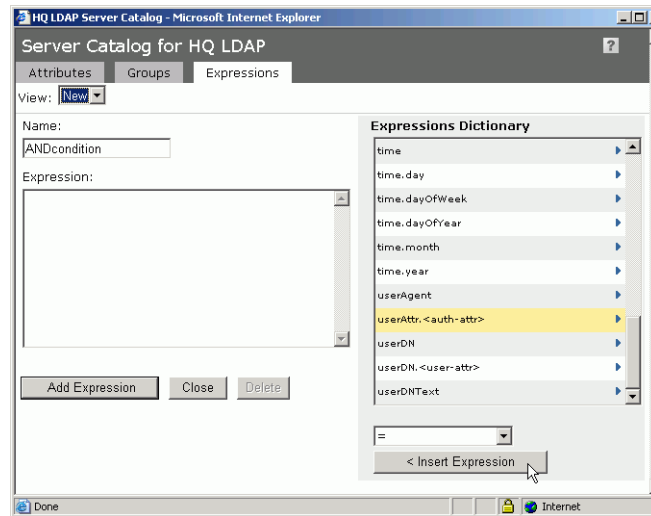 HQ LDAP Server Catalog - Microsoft Internet Explorer
Server Catalog for HQ LDAP
?
Attributes Groups Expressions
View: New
Name:
ANDcondition
Expression:
Add Expression Close Delete
Expressions Dictionary
time
time.day
time.dayOfWeek
time.dayOfYear
time.month
time.year
userAgent
userAttr.<auth-attr>
userDN
userDN.<user-attr>
userDNText
=
< Insert Expression
Done Internet